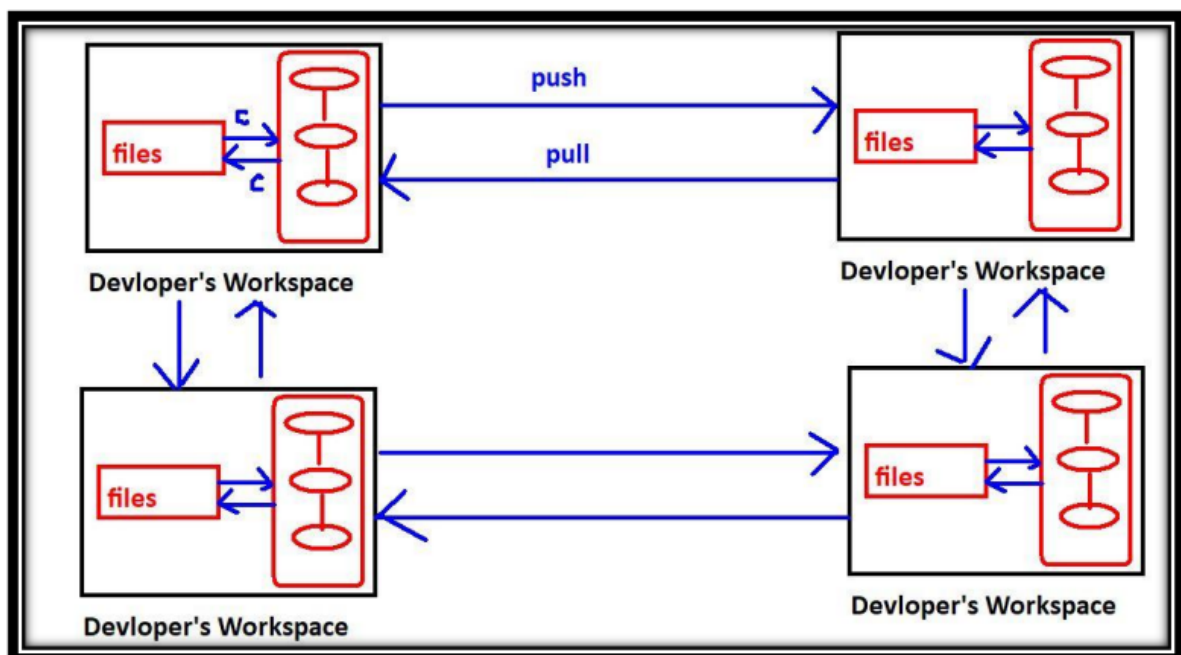 push
c
files
c
pull
files
Devloper's Workspace
Devloper's Workspace
files
files
Devloper's Workspace
Devloper's Workspace